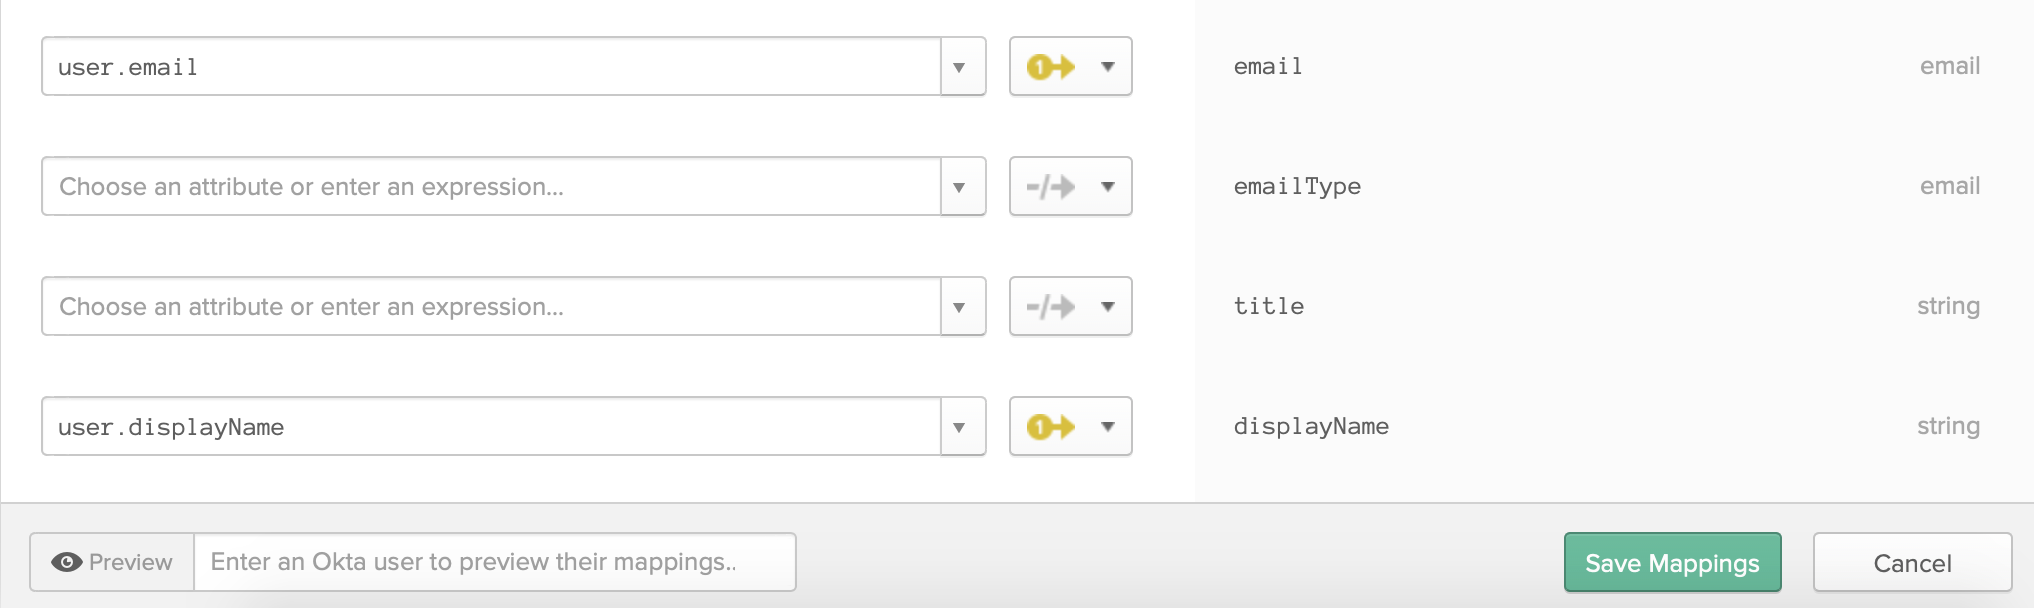 user.email 1 email email
Choose an attribute or enter an expression... emailType email
Choose an attribute or enter an expression... title string
user.displayName 1 displayName string
Preview Enter an Okta user to preview their mappings.. Save Mappings Cancel